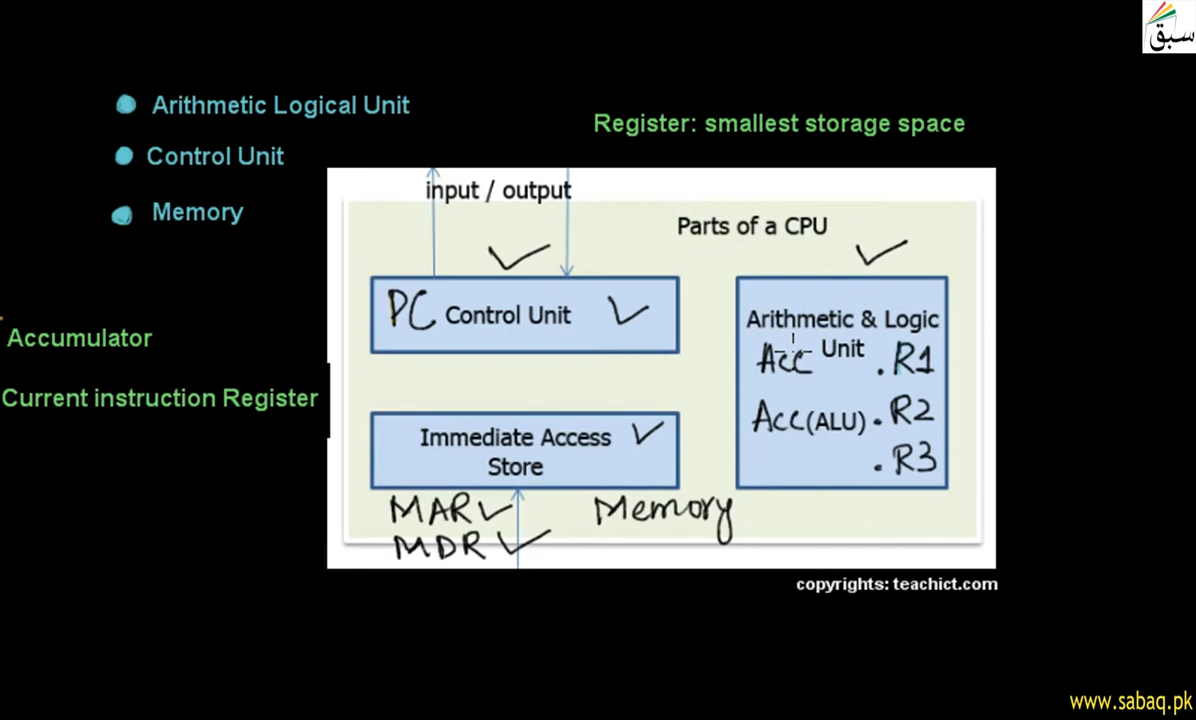 سبق
Arithmetic Logical Unit
Register: smallest storage space
Control Unit
Memory
input / output
Parts of a CPU
PC Control Unit
Arithmetic & Logic
Unit
Acc .R1
Accumulator
Current instruction Register
Acc(ALU) .R2
Immediate Access
Store
.R3
MAR
Memory
MDR
copyrights: teachict.com
www.sabaq.pk